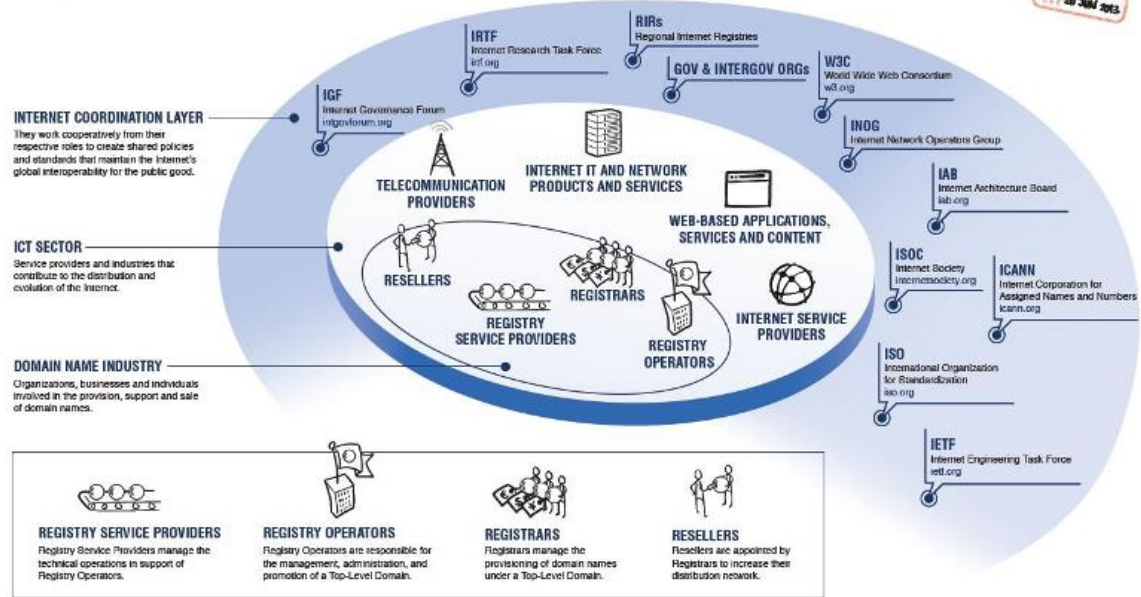 20 JUN 2013
IRTF
Internet Research Task Force
irtf.org
RIRs
Regional Internet Registries
GOV & INTERGOV ORGs
W3C
World Wide Web Consortium
w3.org
IGF
Internet Governance Forum
intgovforum.org
INOG
Internet Network Operators Group
IAB
Internet Architecture Board
iab.org
ISOC
Internet Society
internetsociety.org
ICANN
Internet Corporation for
Assigned Names and Numbers
icann.org
ISO
International Organization
for Standardization
iso.org
IETF
Internet Engineering Task Force
ietf.org
INTERNET COORDINATION LAYER
They work cooperatively from their
respective roles to create shared policies
and standards that maintain the Internet's
global interoperability for the public good.
ICT SECTOR
Service providers and industries that
contribute to the distribution and
evolution of the Internet.
DOMAIN NAME INDUSTRY
Organizations, businesses and individuals
involved in the provision, support and sale
of domain names.
TELECOMMUNICATION
PROVIDERS
INTERNET IT AND NETWORK
PRODUCTS AND SERVICES
WEB-BASED APPLICATIONS,
SERVICES AND CONTENT
INTERNET SERVICE
PROVIDERS
RESELLERS
REGISTRARS
REGISTRY
SERVICE PROVIDERS
REGISTRY
OPERATORS
REGISTRY SERVICE PROVIDERS
Registry Service Providers manage the
technical operations in support of
Registry Operators.
REGISTRY OPERATORS
Registry Operators are responsible for
the management, administration, and
promotion of a Top-Level Domain.
REGISTRARS
Registrars manage the
provisioning of domain names
under a Top-Level Domain.
RESELLERS
Resellers are appointed by
Registrars to increase their
distribution network.